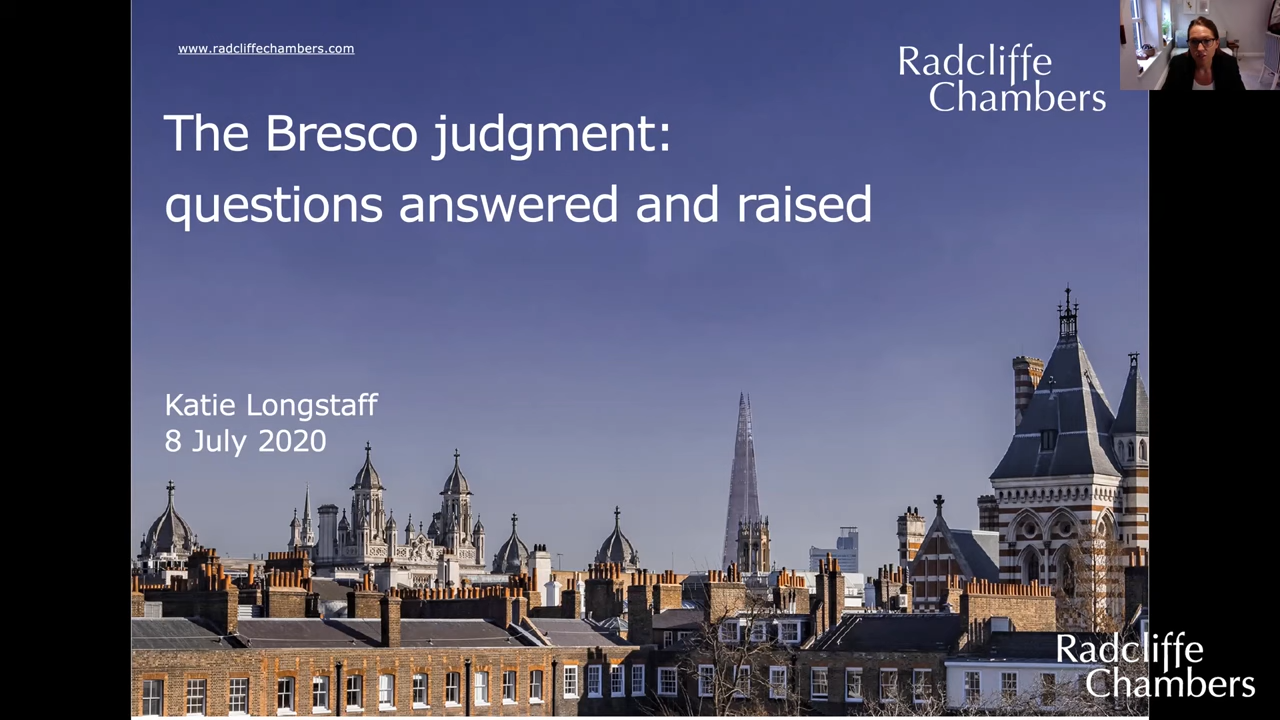 www.radcliffechambers.com
Radcliffe
Chambers
The Bresco judgment:
questions answered and raised
Katie Longstaff
8 July 2020
Radcliffe
Chambers